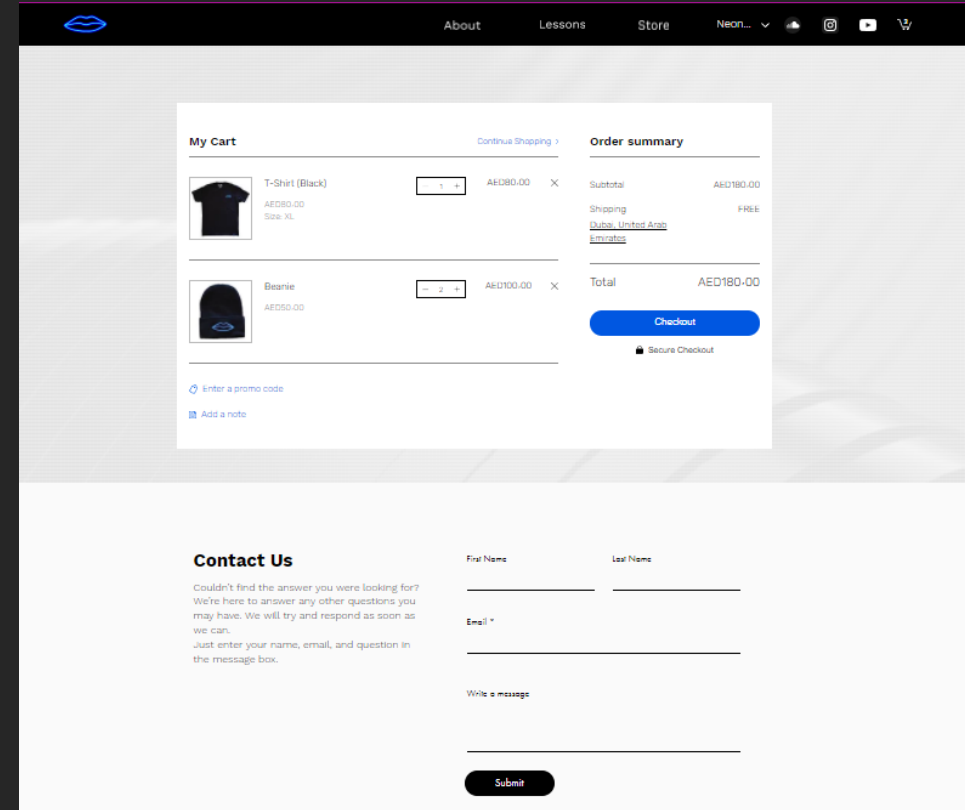 About
Lessons
Store
Neon...
3
My Cart
Continue Shopping >
T-Shirt (Black)
AED80.00
Size: XL
− 1 +
AED80.00
Beanie
AED50.00
− 2 +
AED100.00
Enter a promo code
Add a note
Order summary
Subtotal AED180.00
Shipping FREE
Dubai, United Arab
Emirates
Total AED180.00
Checkout
Secure Checkout
Contact Us
Couldn't find the answer you were looking for?
We're here to answer any other questions you
may have. We will try and respond as soon as
we can.
Just enter your name, email, and question in
the message box.
First Name
Last Name
Email *
Write a message
Submit